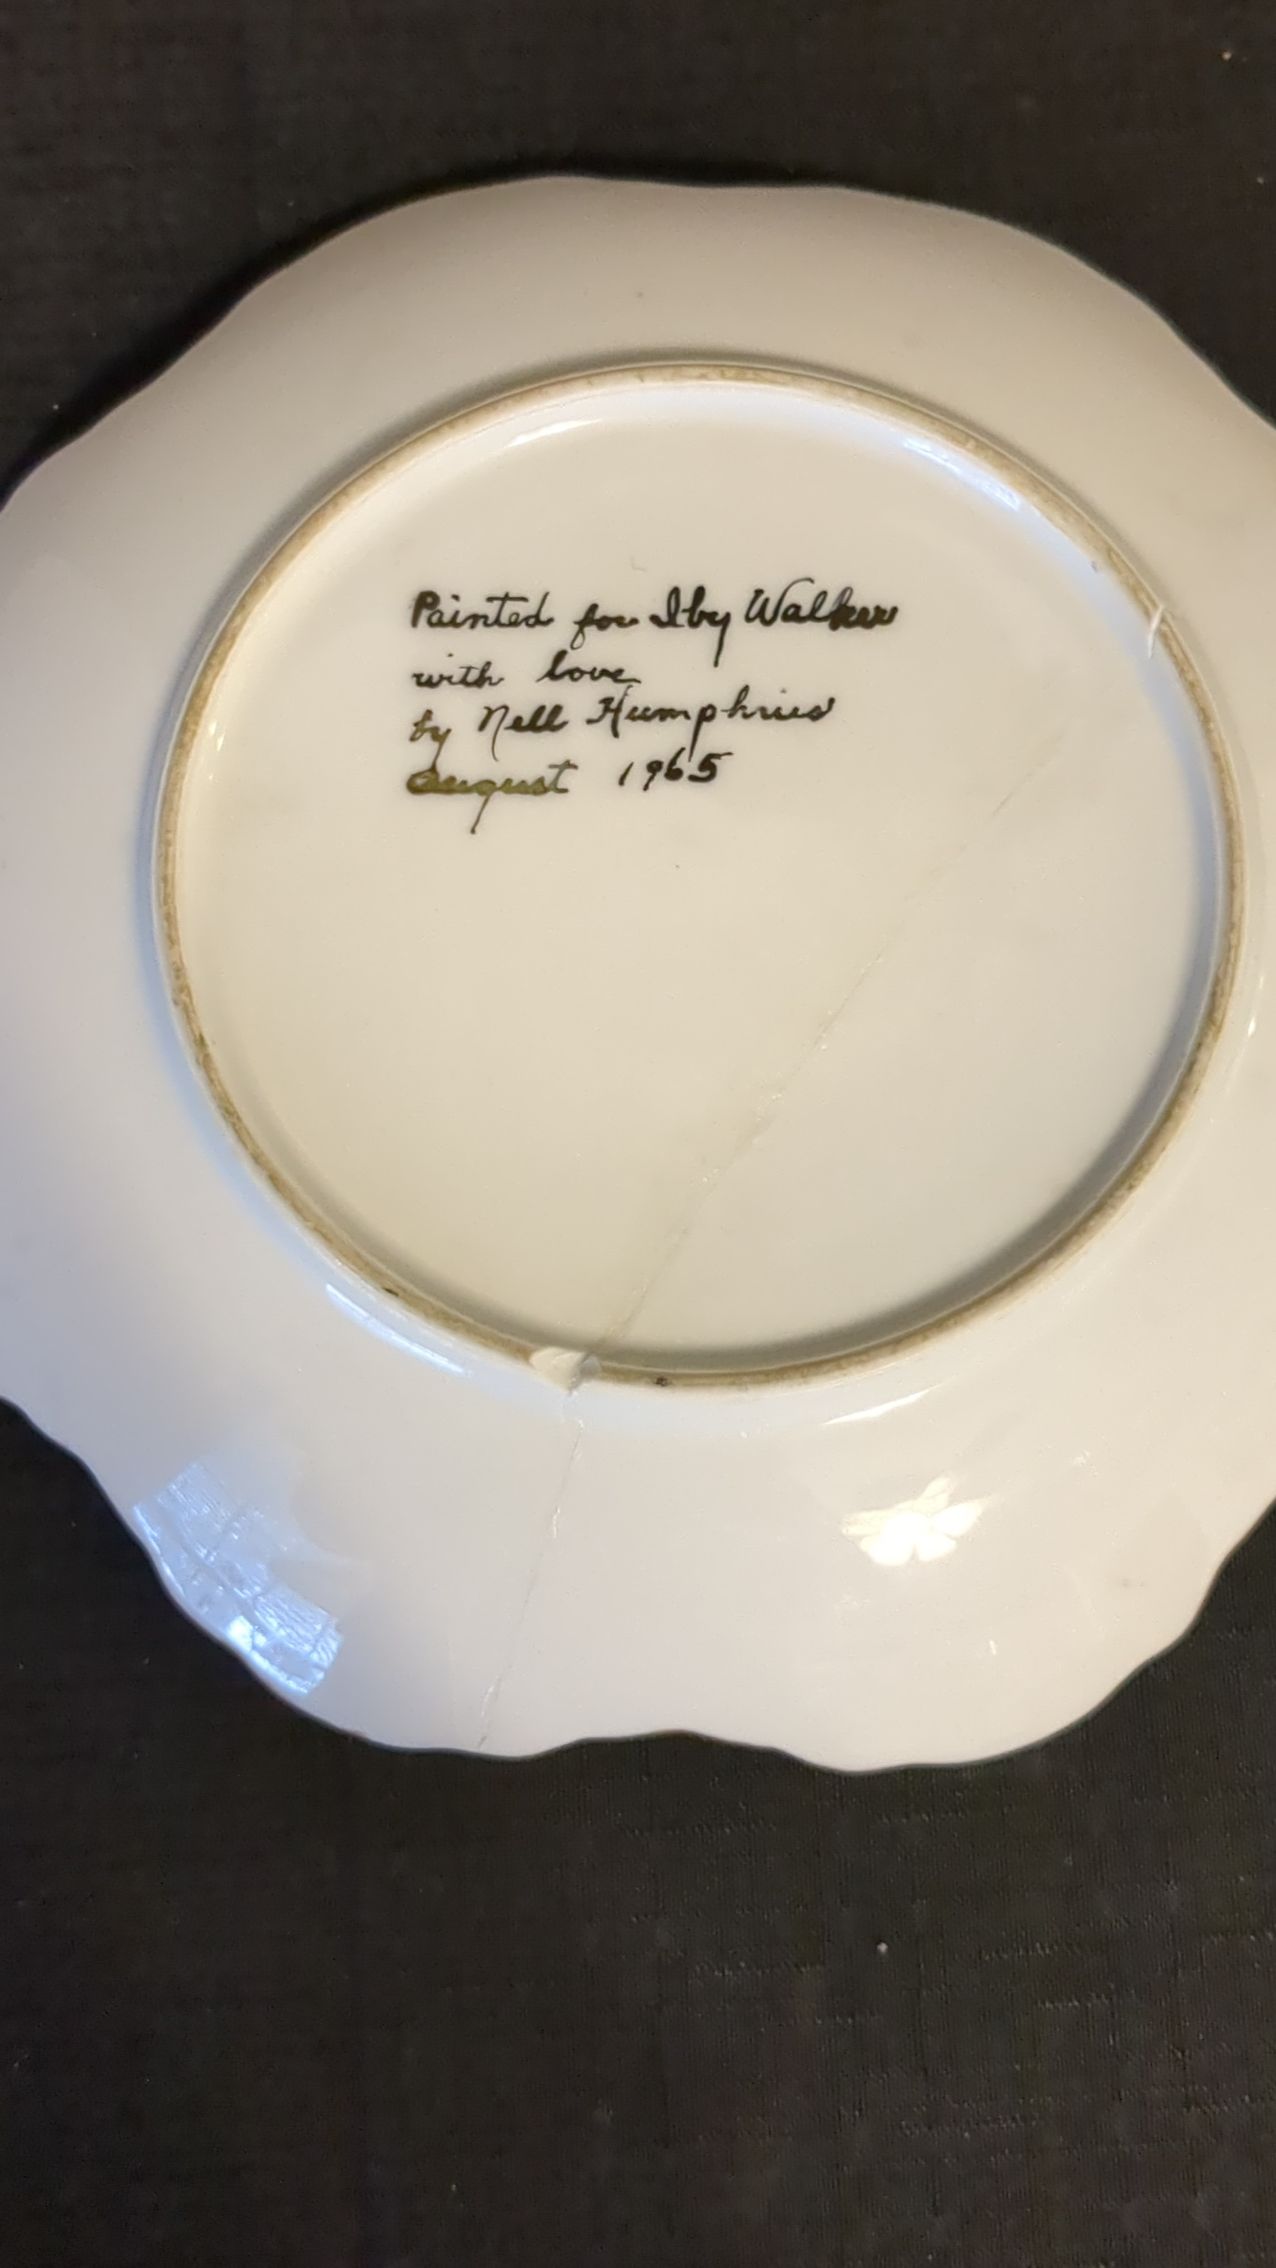 Painted for Iby Walker
with love
by Nell Humphries
august 1965